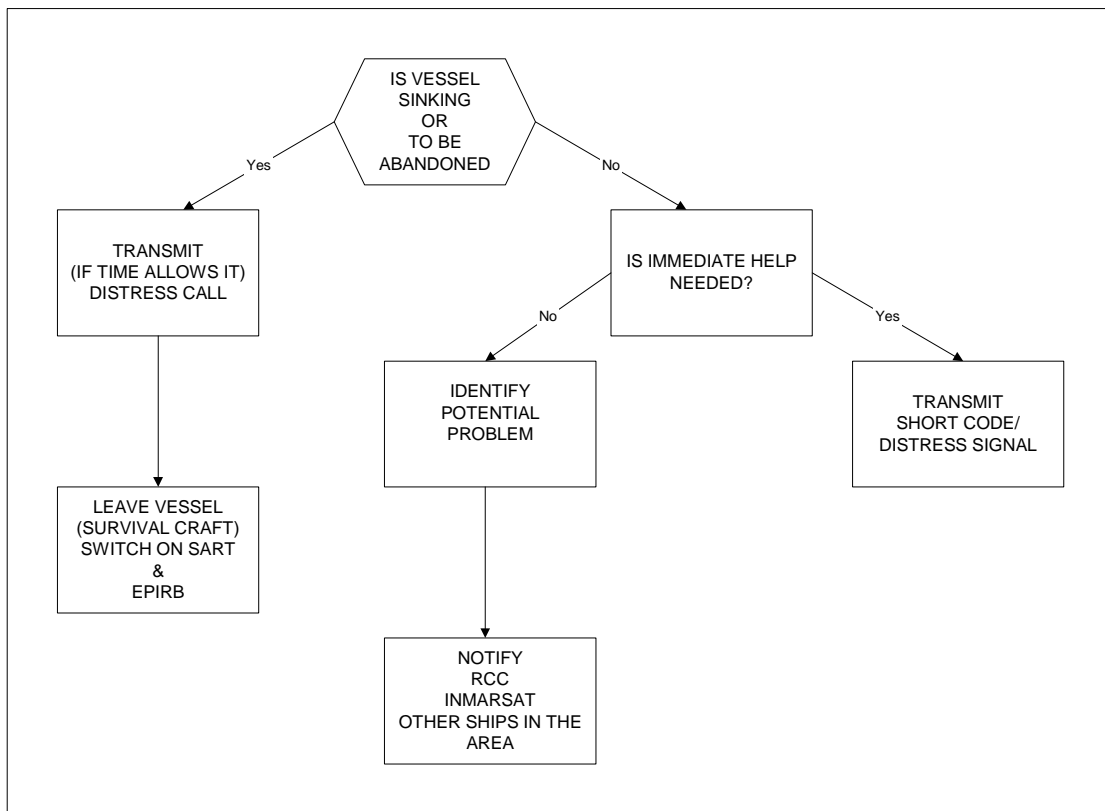 IS VESSEL
SINKING
OR
TO BE
ABANDONED
Yes
No
TRANSMIT
(IF TIME ALLOWS IT)
DISTRESS CALL
IS IMMEDIATE HELP
NEEDED?
No
Yes
IDENTIFY
POTENTIAL
PROBLEM
TRANSMIT
SHORT CODE/
DISTRESS SIGNAL
LEAVE VESSEL
(SURVIVAL CRAFT)
SWITCH ON SART
&
EPIRB
NOTIFY
RCC
INMARSAT
OTHER SHIPS IN THE
AREA